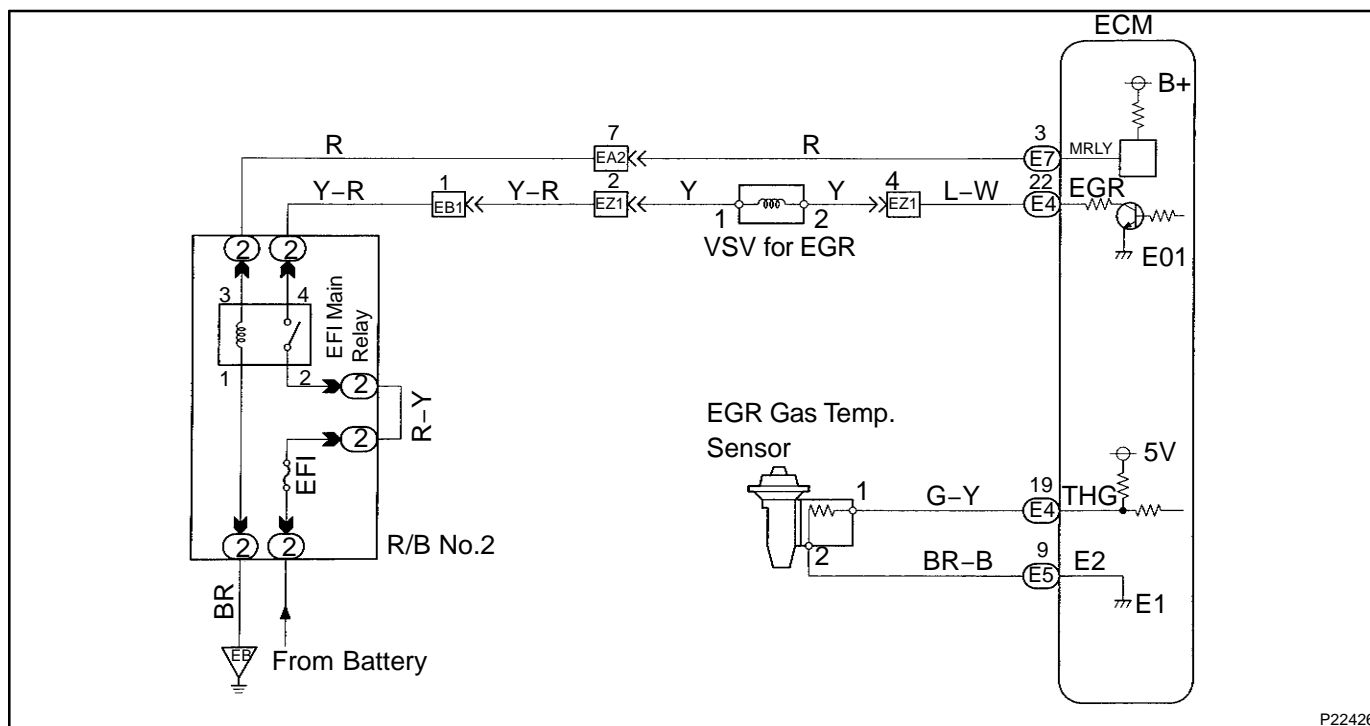 ECM
B+
7
3
R
EA2
R
E7
MRLY
1
2
4
22
Y–R
EB1
Y–R
EZ1
Y
Y
EZ1
L–W
E4
EGR
1
2
VSV for EGR
E01
2
2
3
4
EFI Main
Relay
1
2
2
R–Y
2
EFI
EGR Gas Temp.
Sensor
5V
1
G–Y
19
E4
THG
2
BR–B
9
E5
E2
E1
2
2
R/B No.2
BR
EB
From Battery
P22426